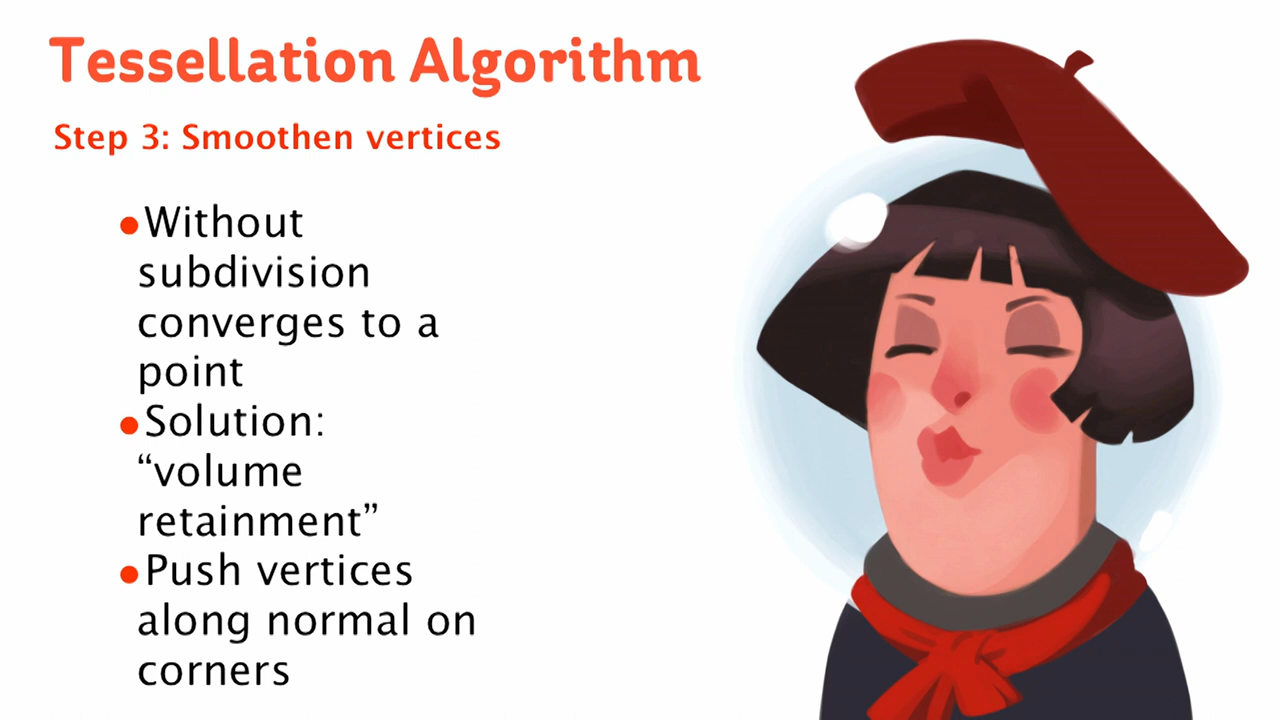 Tessellation Algorithm
Step 3: Smoothen vertices
●Without
subdivision
converges to a
point
●Solution:
“volume
retainment”
●Push vertices
along normal on
corners